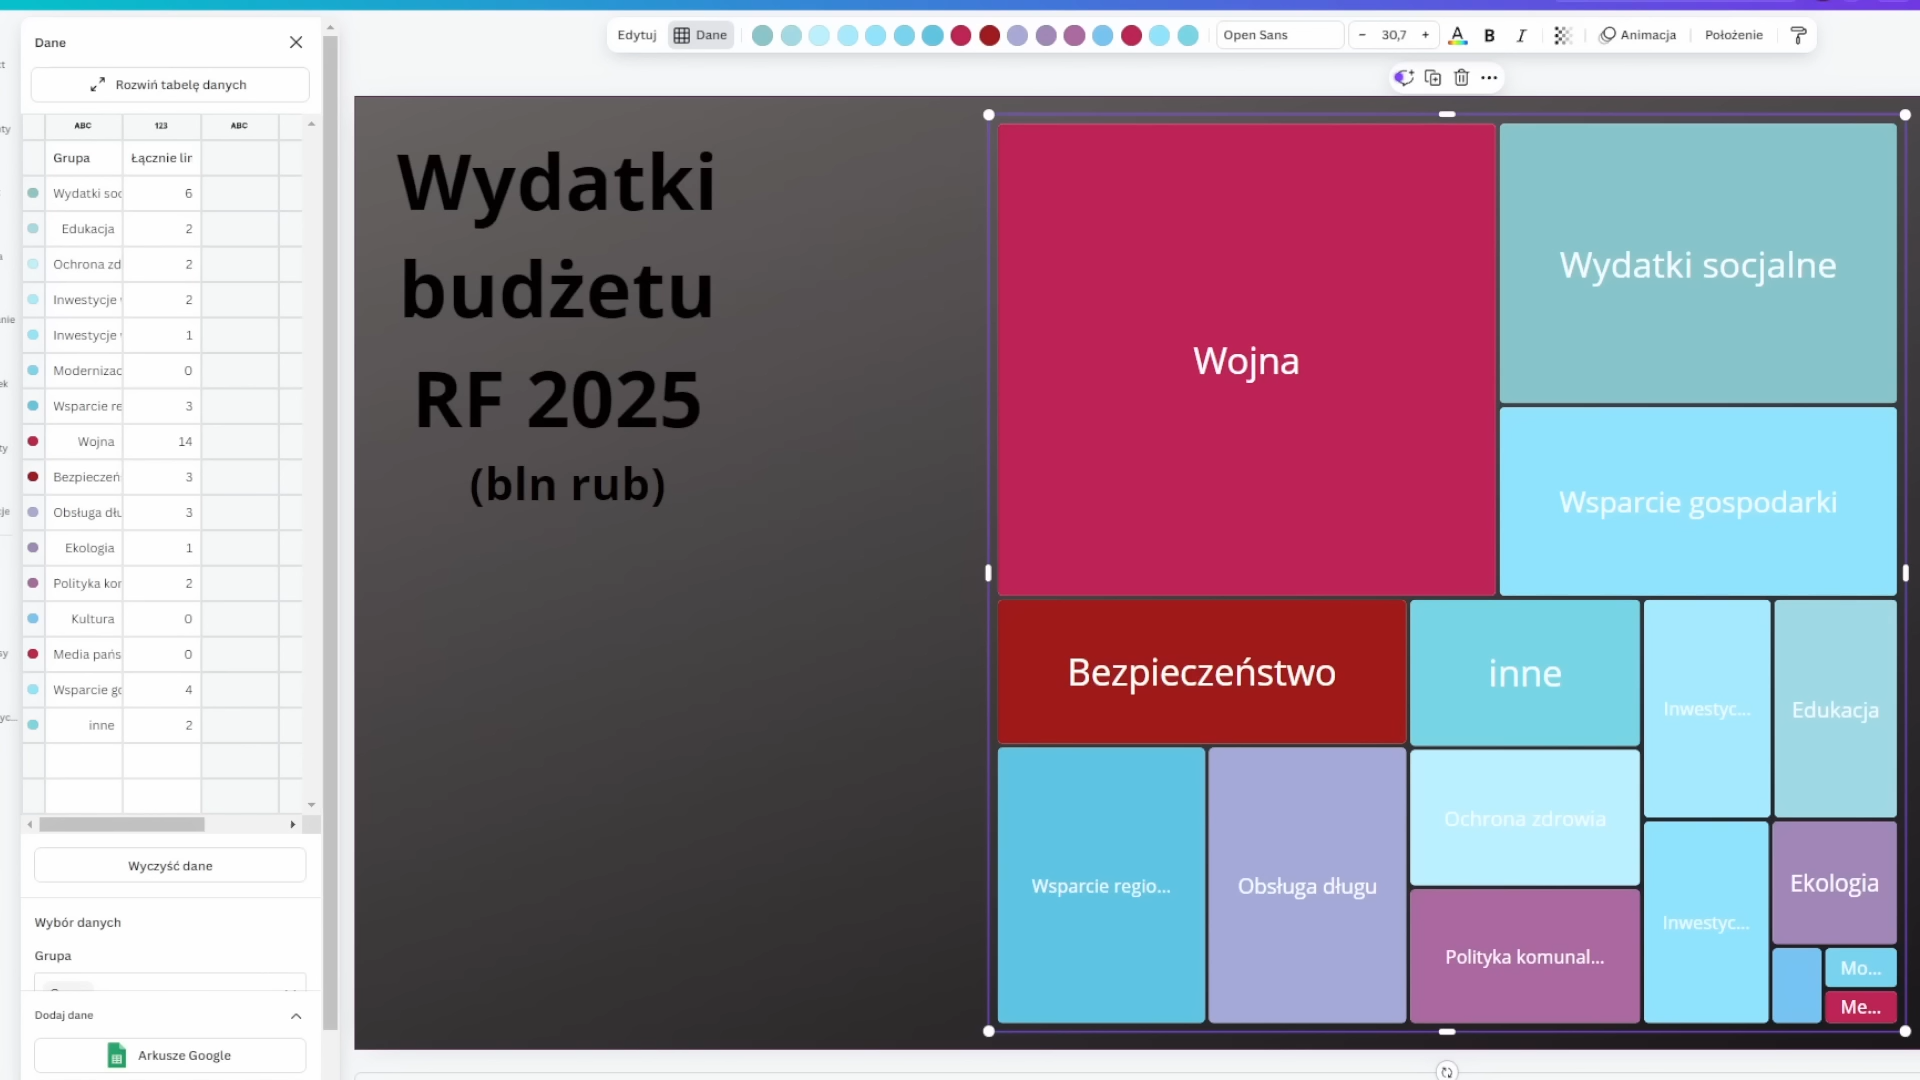 Dane
Rozwiń tabelę danych
ABC 123 ABC
Grupa Łącznie lir
Wydatki soc 6
Edukacja 2
Ochrona zd 2
Inwestycje 2
Inwestycje 1
Modernizac 0
Wsparcie re 3
Wojna 14
Bezpieczeń 3
Obsługa dłu 3
Ekologia 1
Polityka kor 2
Kultura 0
Media pańs 0
Wsparcie gc 4
inne 2
Wyczyść dane
Wybór danych
Grupa
Dodaj dane
Arkusze Google
Edytuj Dane Open Sans – 30,7 + A B I Animacja Położenie
Wydatki
budżetu
RF 2025
(bln rub)
Wojna
Wydatki socjalne
Wsparcie gospodarki
Bezpieczeństwo
inne
Inwestyc...
Edukacja
Wsparcie regio...
Obsługa długu
Ochrona zdrowia
Polityka komunal...
Inwestyc...
Ekologia
Mo...
Me...